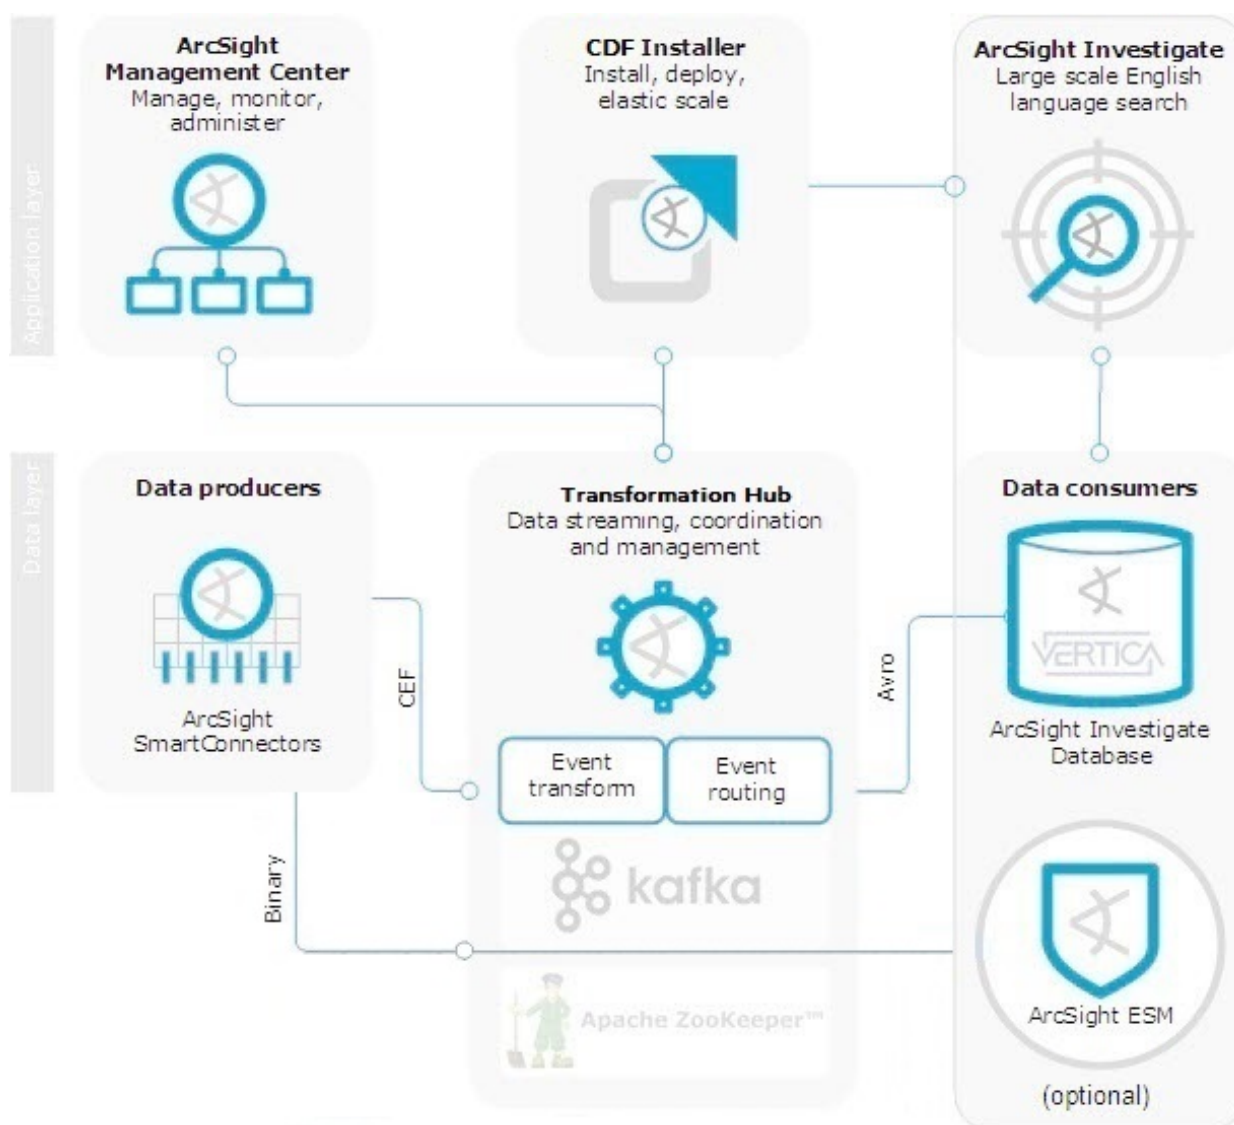 Application layer
ArcSight
Management Center
Manage, monitor,
administer
CDF Installer
Install, deploy,
elastic scale
ArcSight Investigate
Large scale English
language search
Data layer
Data producers
ArcSight
SmartConnectors
CEF
Binary
Transformation Hub
Data streaming, coordination
and management
Event
transform
Event
routing
kafka
Apache ZooKeeper™
Avro
Data consumers
VERTICA
ArcSight Investigate
Database
ArcSight ESM
(optional)